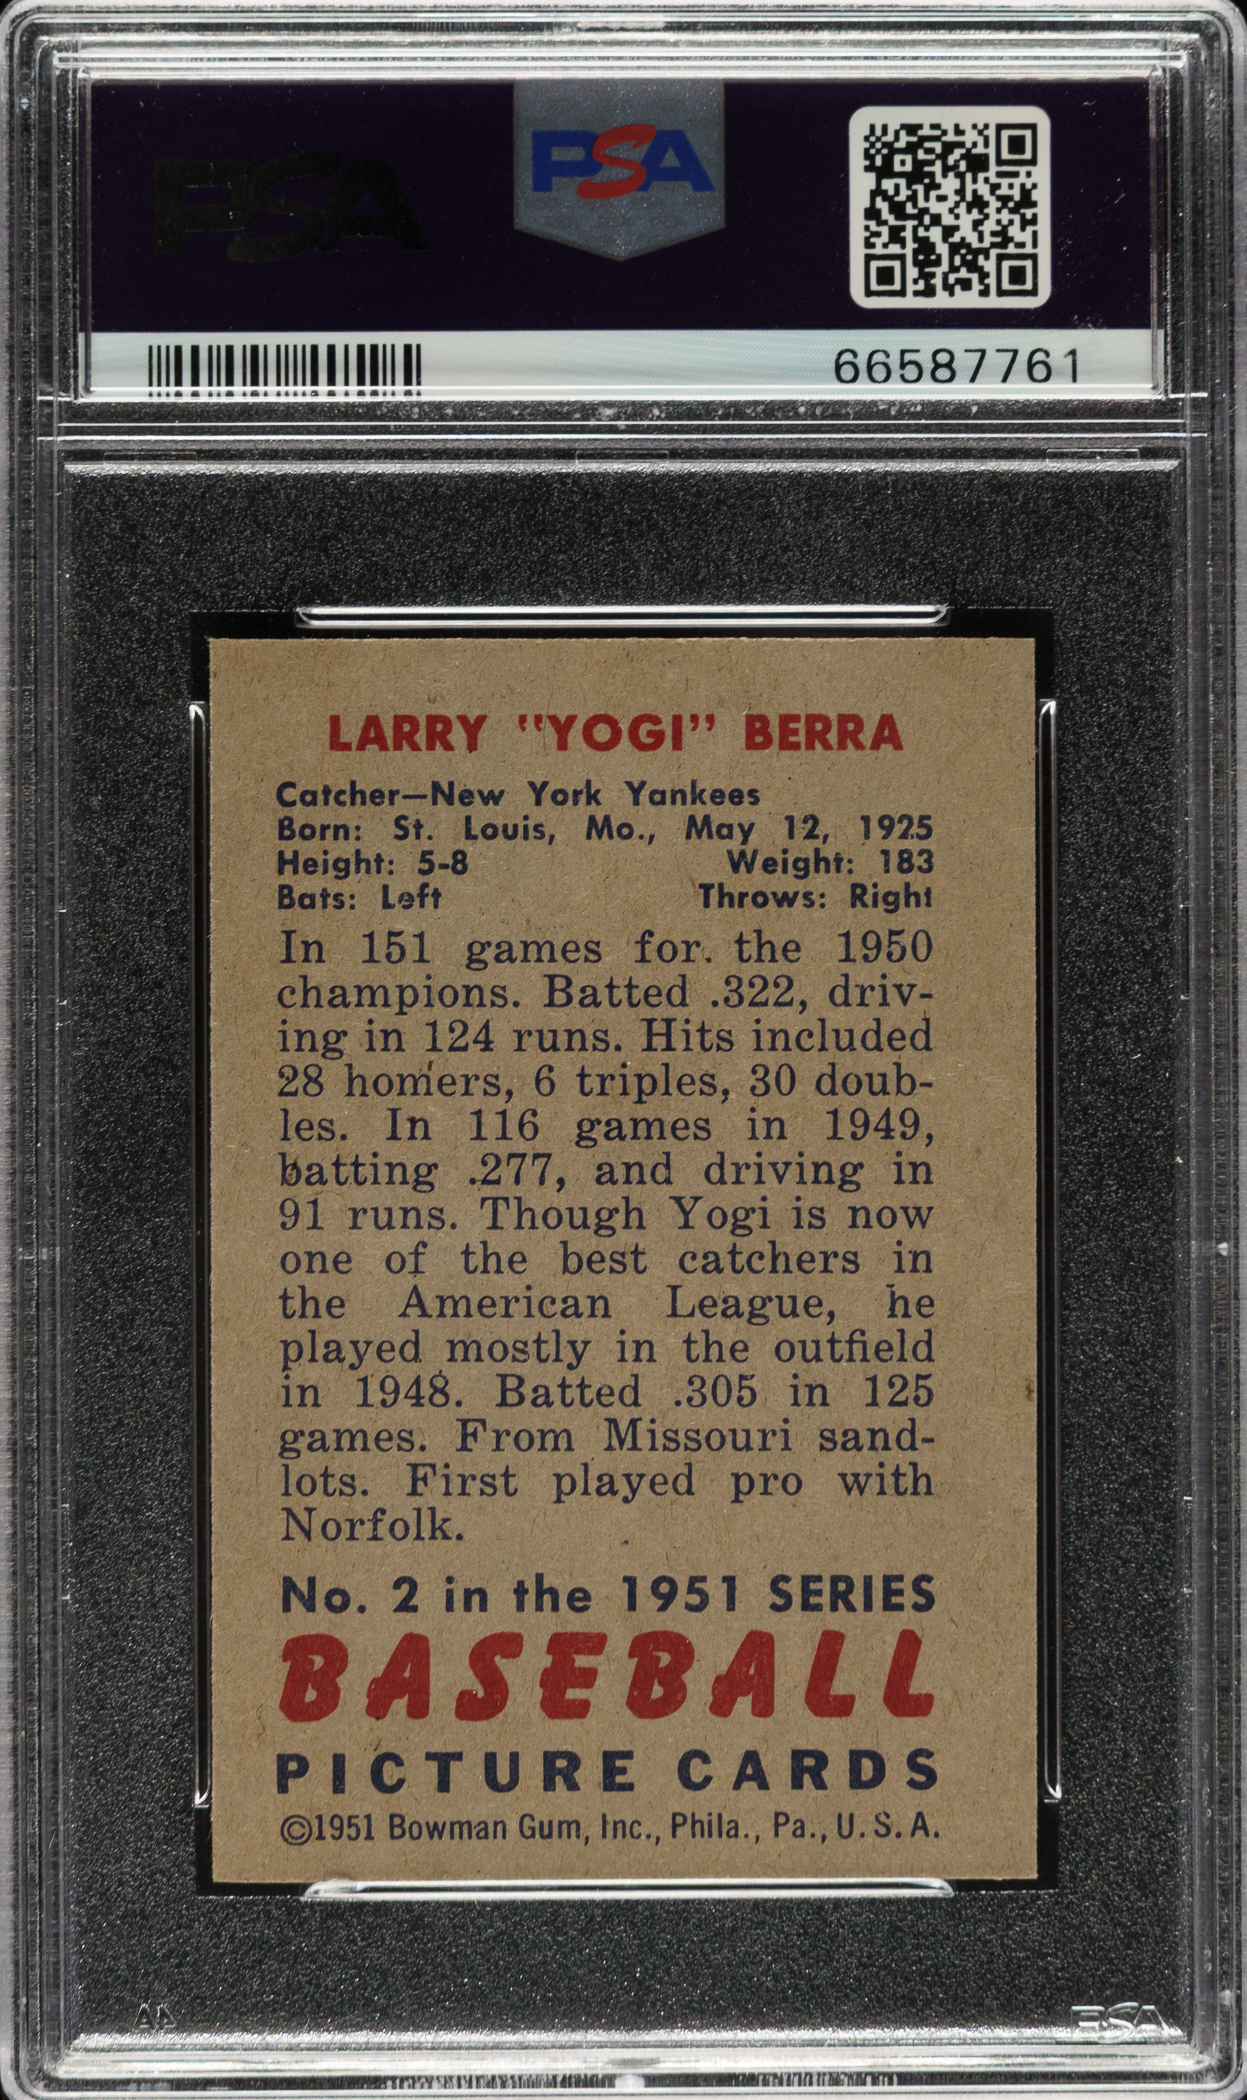 PSA
PSA
66587761
LARRY "YOGI" BERRA
Catcher—New York Yankees
Born: St. Louis, Mo., May 12, 1925
Height: 5-8 Weight: 183
Bats: Left Throws: Right
In 151 games for the 1950
champions. Batted .322, driv-
ing in 124 runs. Hits included
28 homers, 6 triples, 30 doub-
les. In 116 games in 1949,
batting .277, and driving in
91 runs. Though Yogi is now
one of the best catchers in
the American League, he
played mostly in the outfield
in 1948. Batted .305 in 125
games. From Missouri sand-
lots. First played pro with
Norfolk.
No. 2 in the 1951 SERIES
BASEBALL
PICTURE CARDS
©1951 Bowman Gum, Inc., Phila., Pa., U.S.A.
PSA